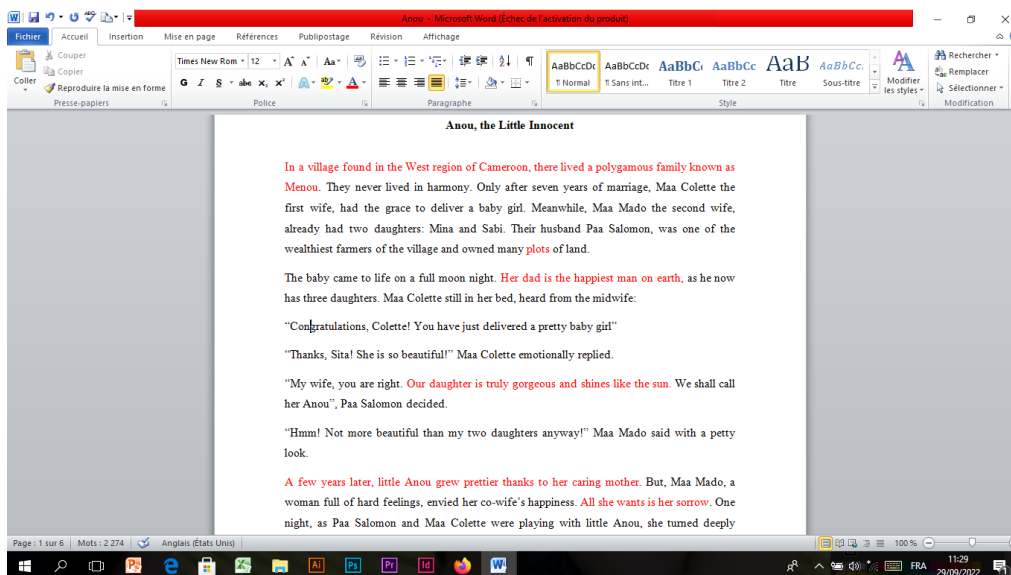 Anou - Microsoft Word (Échec de l'activation du produit)
Fichier Accueil Insertion Mise en page Références Publipostage Révision Affichage
Coller
Couper
Copier
Reproduire la mise en forme
Presse-papiers
Times New Rom 12
G I S abc x, x²
Police
Paragraphe
AaBbCcDc AaBbCcDc AaBbC AaBbCc AaB AaBbCc.
¶ Normal ¶ Sans int... Titre 1 Titre 2 Titre Sous-titre
Style
Modifier les styles
Rechercher
Remplacer
Sélectionner
Modification
Anou, the Little Innocent
In a village found in the West region of Cameroon, there lived a polygamous family known as
Menou. They never lived in harmony. Only after seven years of marriage, Maa Colette the
first wife, had the grace to deliver a baby girl. Meanwhile, Maa Mado the second wife,
already had two daughters: Mina and Sabi. Their husband Paa Salomon, was one of the
wealthiest farmers of the village and owned many plots of land.
The baby came to life on a full moon night. Her dad is the happiest man on earth, as he now
has three daughters. Maa Colette still in her bed, heard from the midwife:
“Congratulations, Colette! You have just delivered a pretty baby girl”
“Thanks, Sita! She is so beautiful!” Maa Colette emotionally replied.
“My wife, you are right. Our daughter is truly gorgeous and shines like the sun. We shall call
her Anou”, Paa Salomon decided.
“Hmm! Not more beautiful than my two daughters anyway!” Maa Mado said with a petty
look.
A few years later, little Anou grew prettier thanks to her caring mother. But, Maa Mado, a
woman full of hard feelings, envied her co-wife’s happiness. All she wants is her sorrow. One
night, as Paa Salomon and Maa Colette were playing with little Anou, she turned deeply
Page : 1 sur 6 Mots : 2 274 Anglais (États Unis) 100 %
Ai Ps Pr Id FRA 11:29
29/09/2022